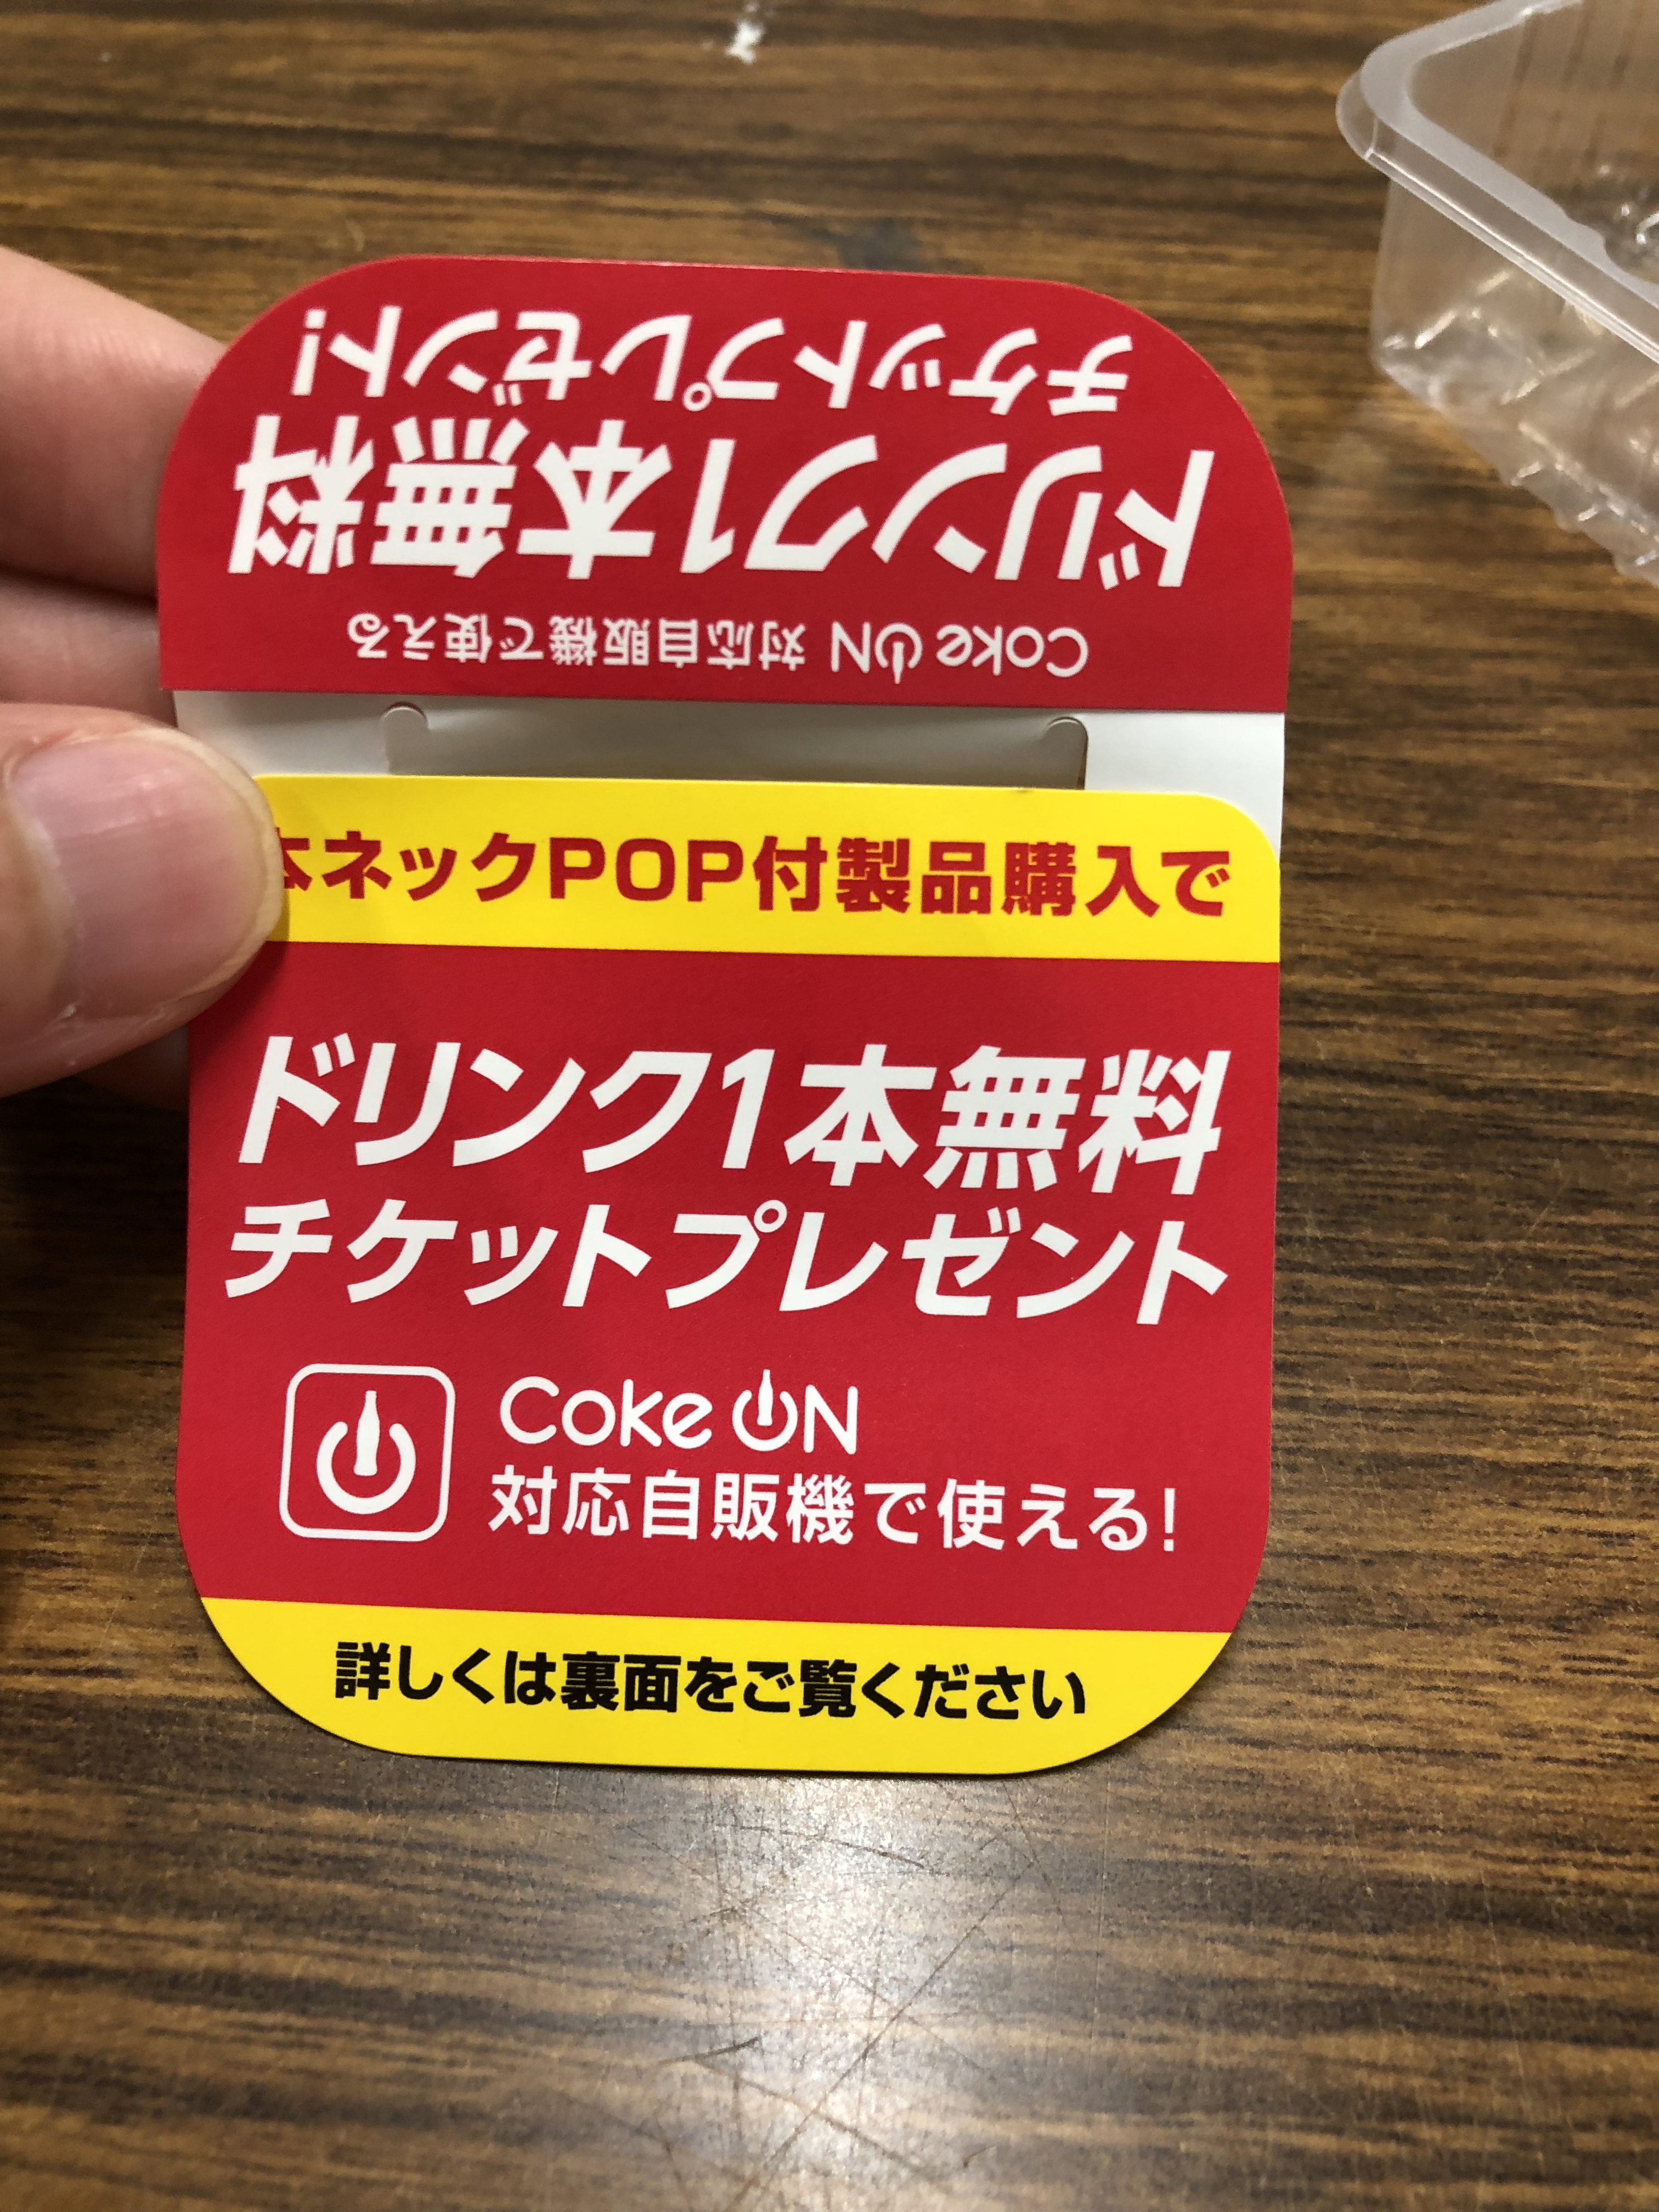 Coke ON 対応自販機で使える
ドリンク1本無料
チケットプレゼント!
本ネックPOP付製品購入で
ドリンク1本無料
チケットプレゼント
Coke ON
対応自販機で使える!
詳しくは裏面をご覧ください